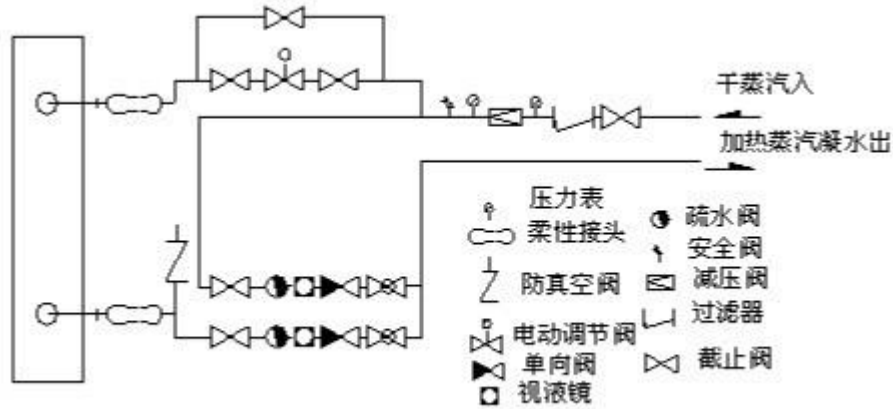 干蒸汽入
加热蒸汽凝水出
压力表
疏水阀
柔性接头
安全阀
防真空阀
减压阀
过滤器
电动调节阀
单向阀
截止阀
视液镜